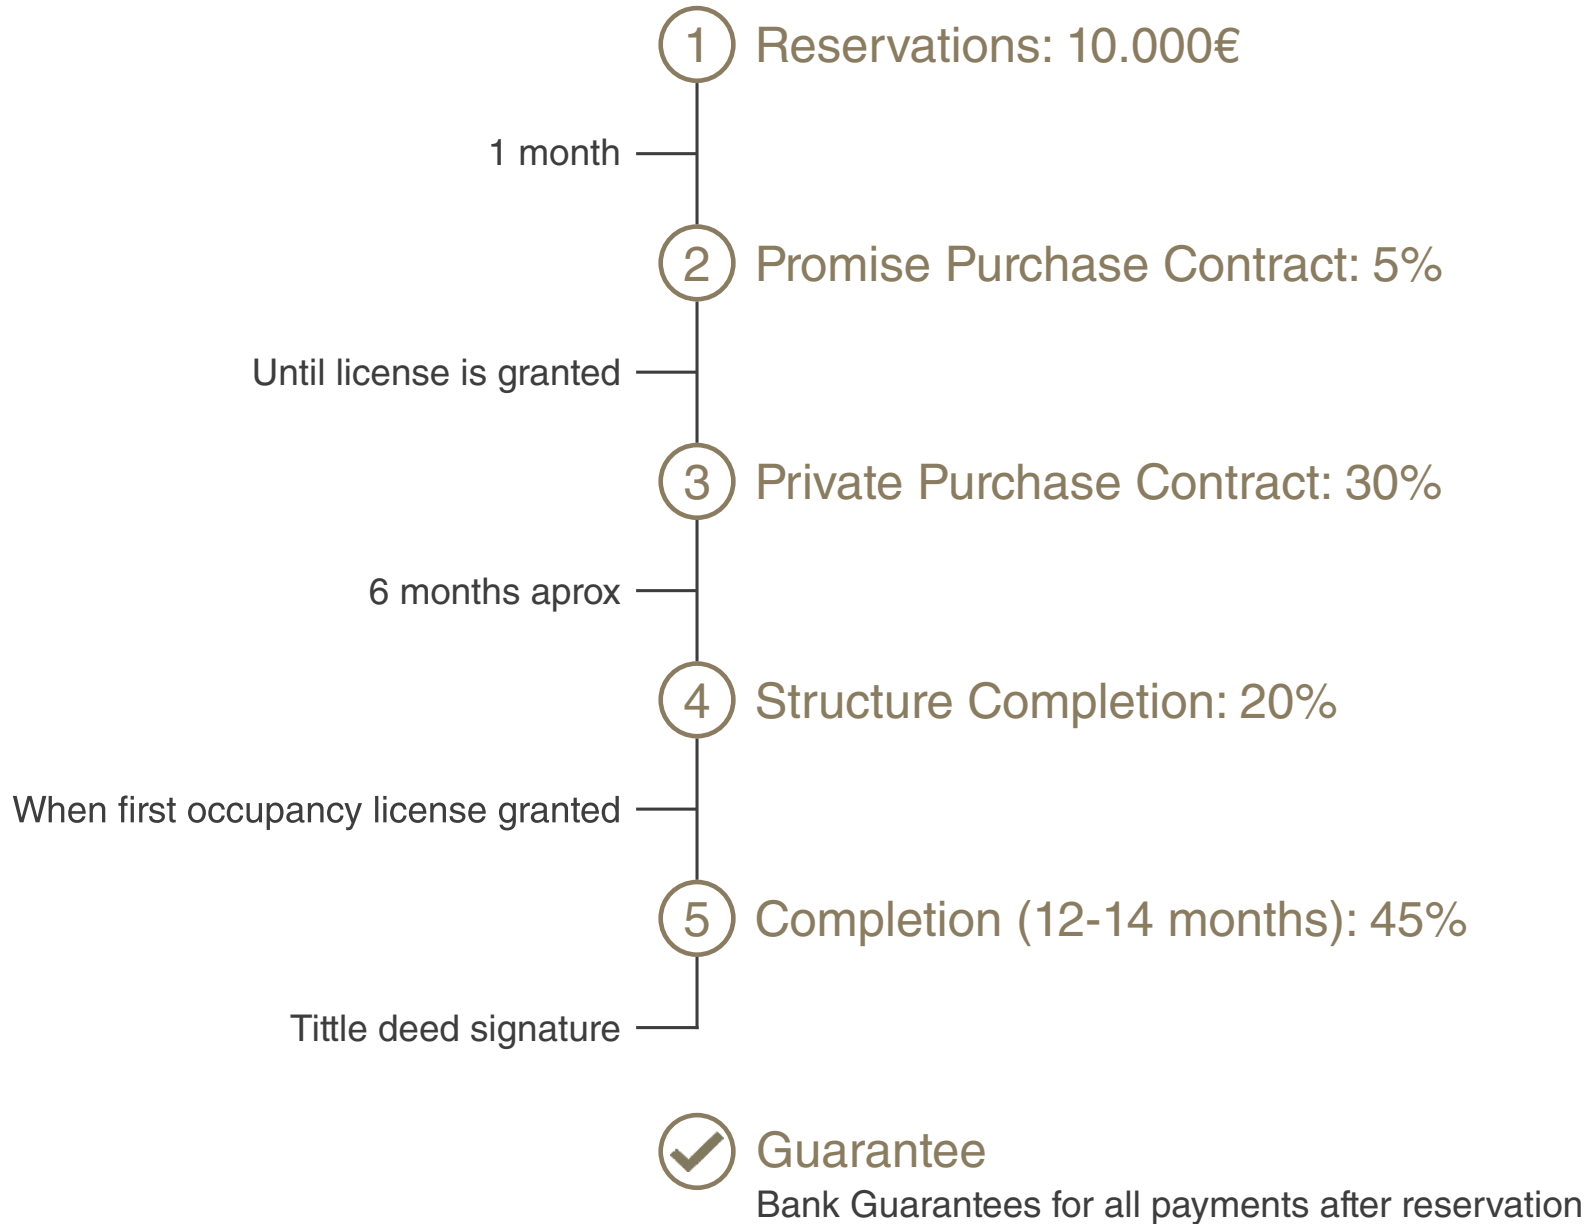 1 Reservations: 10.000€
1 month
2 Promise Purchase Contract: 5%
Until license is granted
3 Private Purchase Contract: 30%
6 months aprox
4 Structure Completion: 20%
When first occupancy license granted
5 Completion (12-14 months): 45%
Tittle deed signature
Guarantee
Bank Guarantees for all payments after reservation